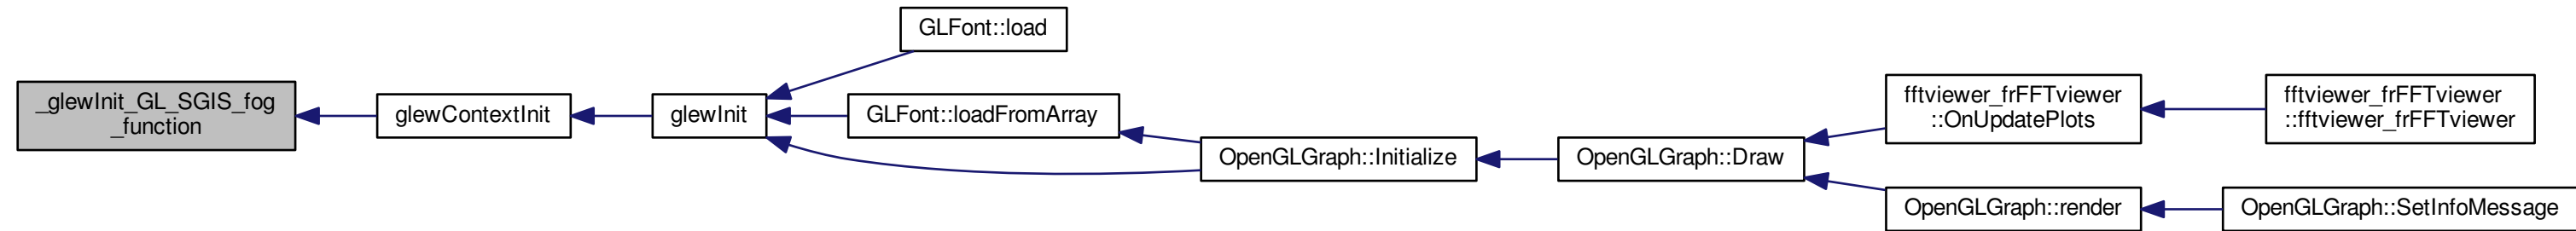 GLFont::load
_glewInit_GL_SGIS_fog
_function
glewContextInit
glewInit
GLFont::loadFromArray
OpenGLGraph::Initialize
OpenGLGraph::Draw
fftviewer_frFFTviewer
::OnUpdatePlots
fftviewer_frFFTviewer
::fftviewer_frFFTviewer
OpenGLGraph::render
OpenGLGraph::SetInfoMessage